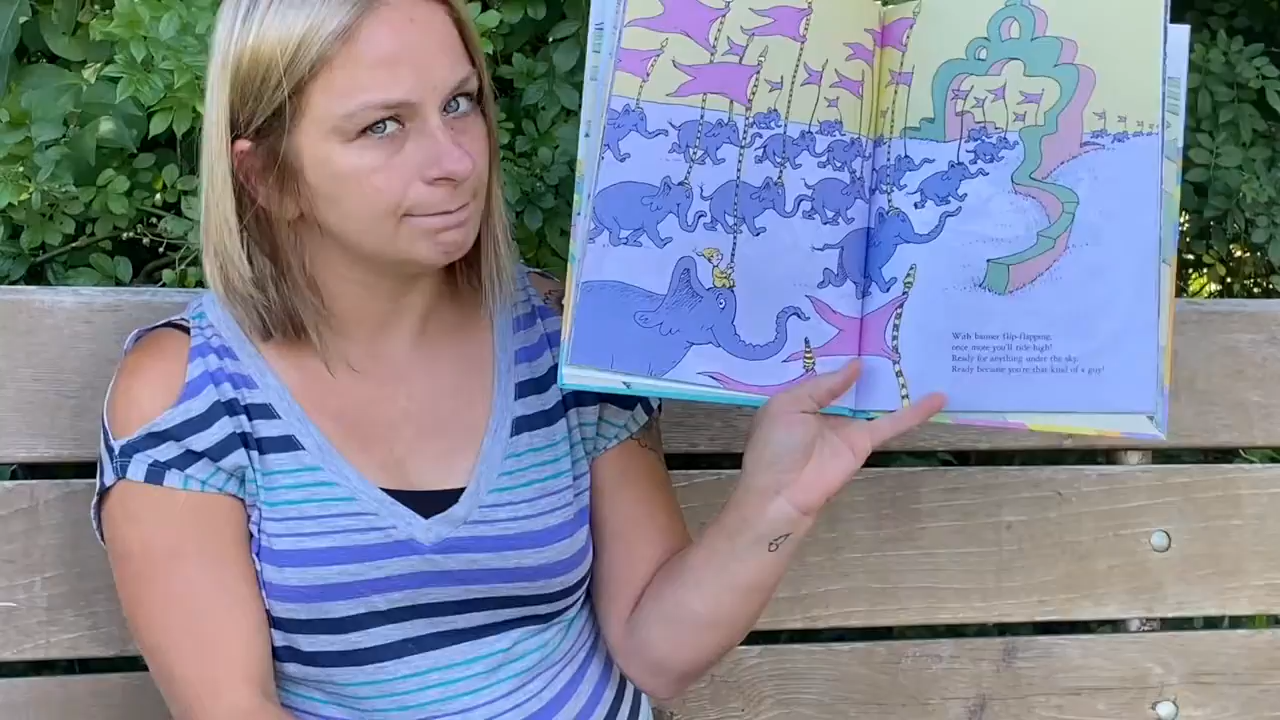 With banner flip-flapping,
once more you'll ride high!
Ready for anything under the sky.
Ready because you're that kind of a guy!